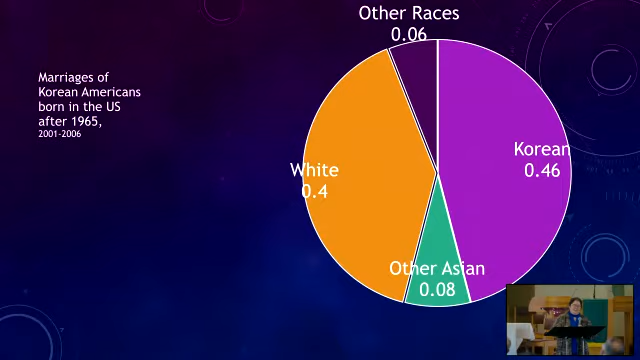 Other Races
0.06
Marriages of
Korean Americans
born in the US
after 1965,
2001-2006
Korean
0.46
White
0.4
Other Asian
0.08